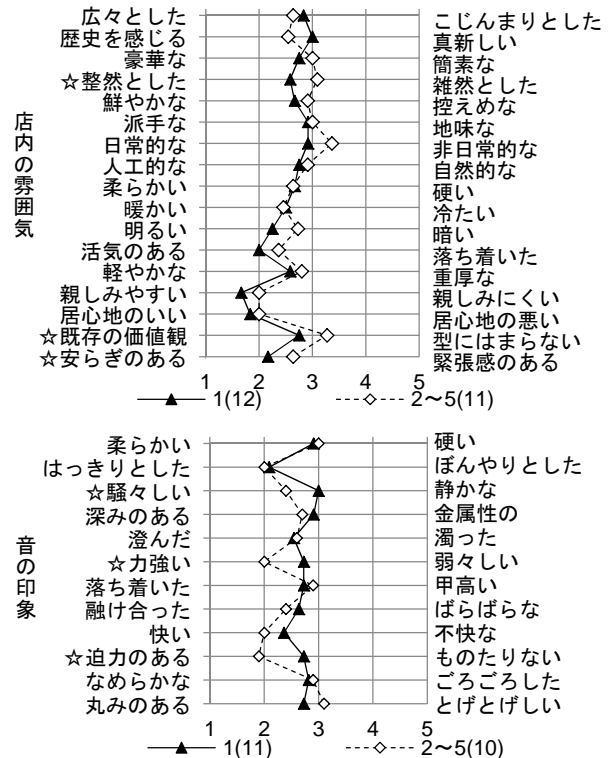 店内の雰囲気
広々とした こじんまりとした
歴史を感じる 真新しい
豪華な 簡素な
☆整然とした 雑然とした
鮮やかな 控えめな
派手な 地味な
日常的な 非日常的な
人工的な 自然的な
柔らかい 硬い
暖かい 冷たい
明るい 暗い
活気のある 落ち着いた
軽やかな 重厚な
親しみやすい 親しみにくい
居心地のいい 居心地の悪い
☆既存の価値観 型にはまらない
☆安らぎのある 緊張感のある
1 2 3 4 5
1(12) 2～5(11)
音の印象
柔らかい 硬い
はっきりとした ぼんやりとした
☆騒々しい 静かな
深みのある 金属性の
澄んだ 濁った
☆力強い 弱々しい
落ち着いた 甲高い
融け合った ばらばらな
快い 不快な
☆迫力のある ものたりない
なめらかな ごろごろした
丸みのある とげとげしい
1 2 3 4 5
1(11) 2～5(10)